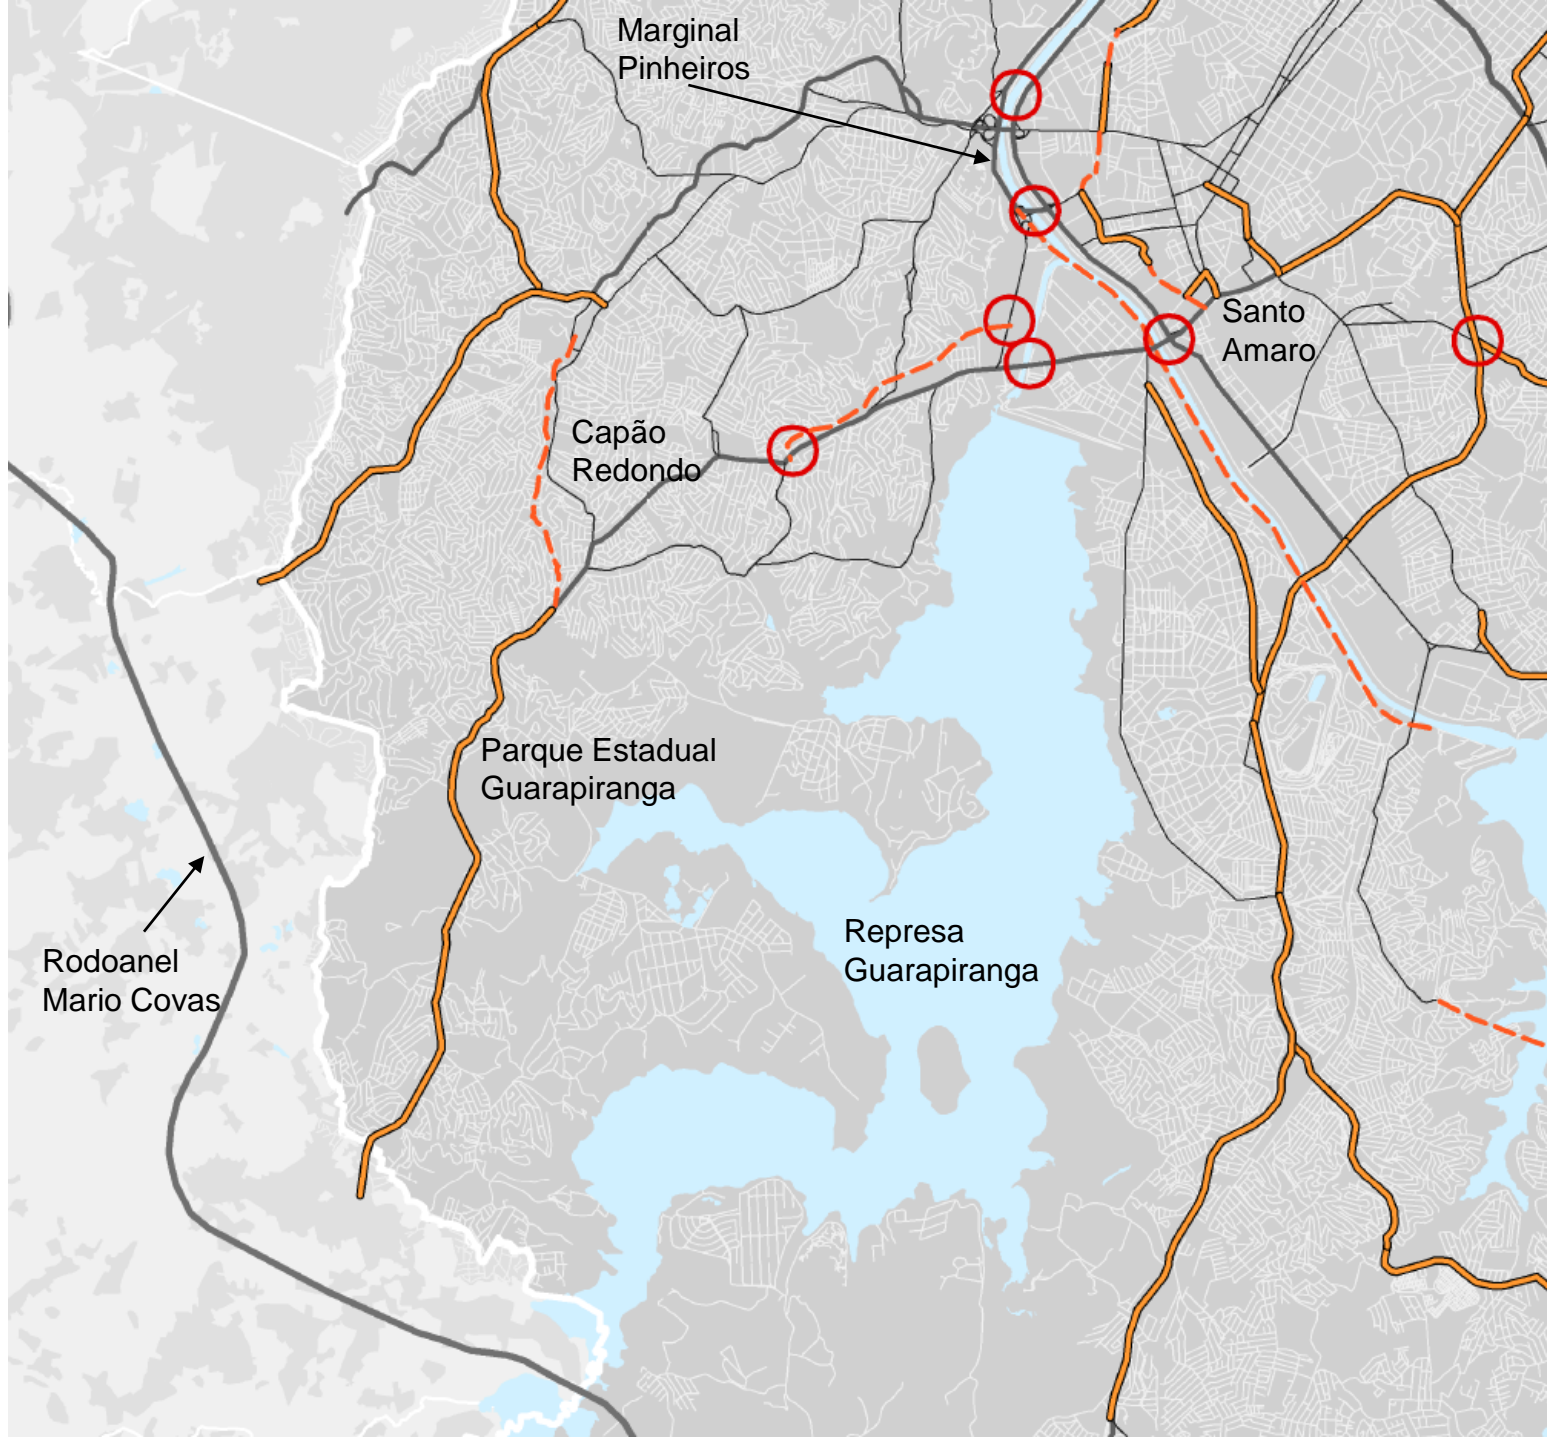 Marginal
Pinheiros
Santo
Amaro
Capão
Redondo
Parque Estadual
Guarapiranga
Represa
Guarapiranga
Rodoanel
Mario Covas